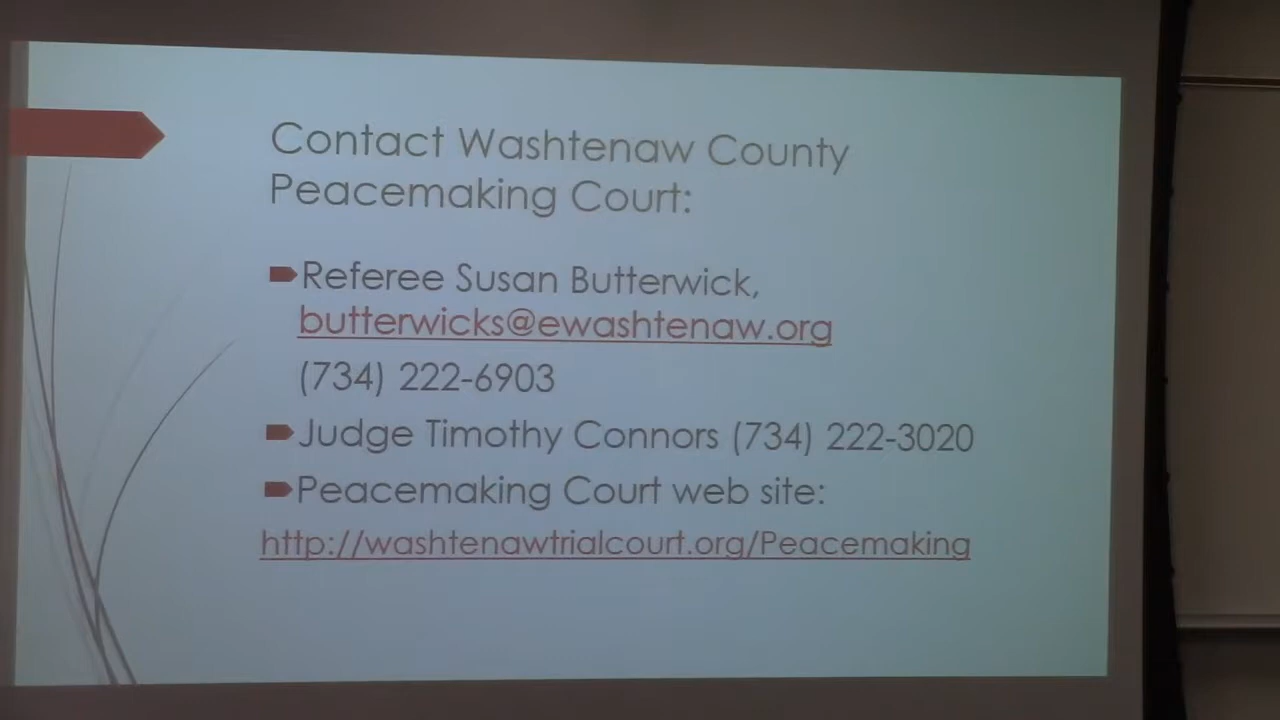 Contact Washtenaw County
Peacemaking Court:
Referee Susan Butterwick,
butterwicks@ewashtenaw.org
(734) 222-6903
Judge Timothy Connors (734) 222-3020
Peacemaking Court web site:
http://washtenawtrialcourt.org/Peacemaking